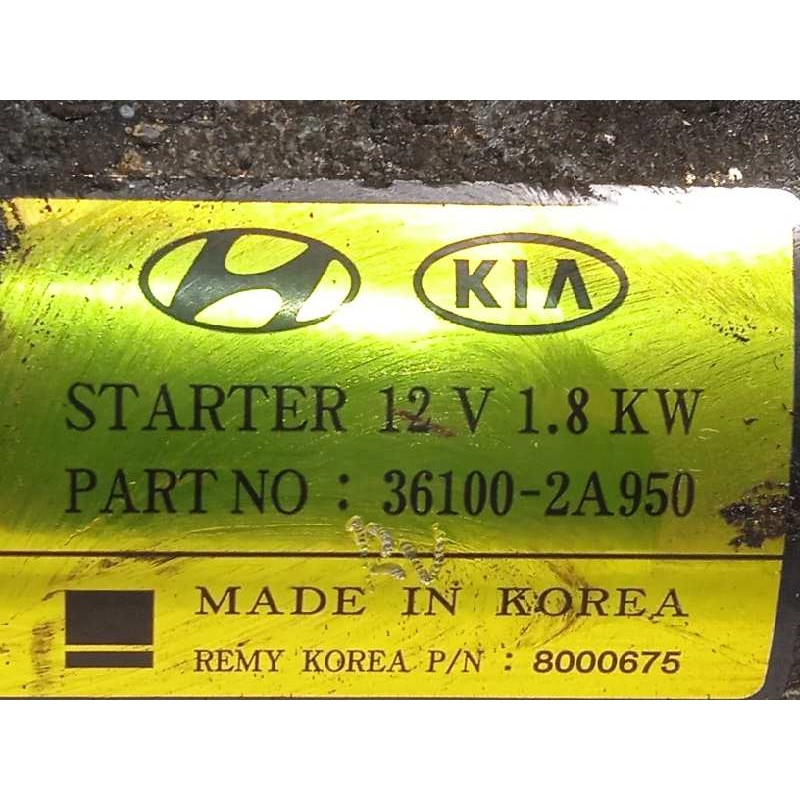 KIA
STARTER 12 V 1.8 KW
PART NO : 36100-2A950
MADE IN KOREA
REMY KOREA P/N : 8000675